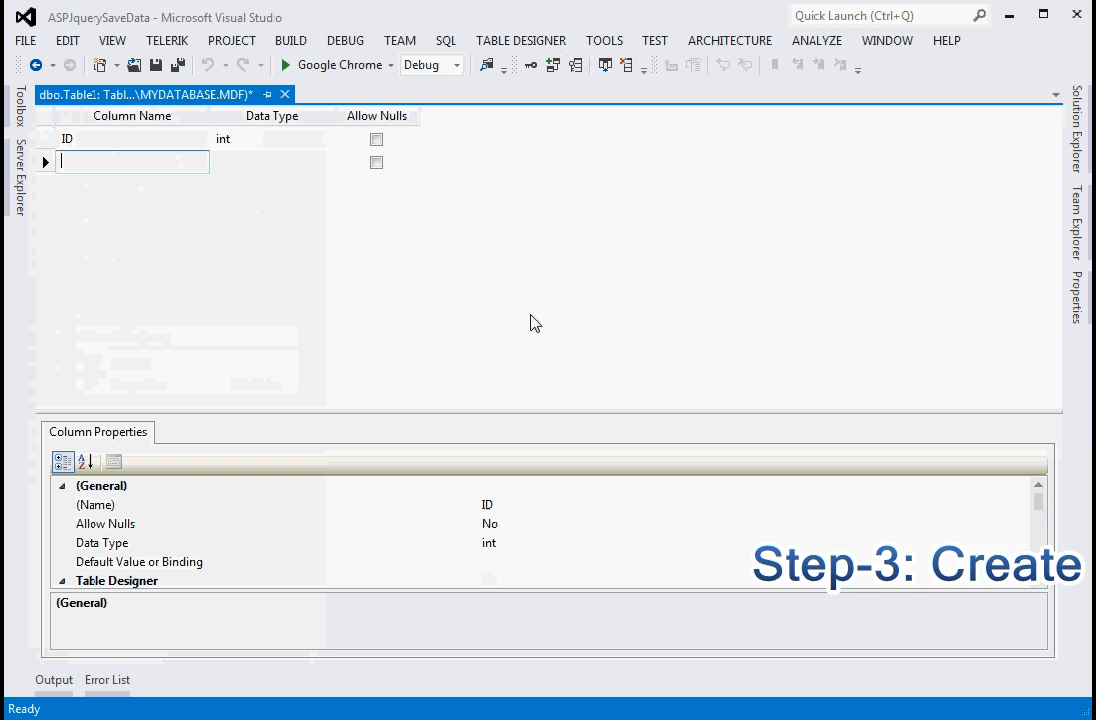 ASPJquerySaveData - Microsoft Visual Studio
Quick Launch (Ctrl+Q)
FILE EDIT VIEW TELERIK PROJECT BUILD DEBUG TEAM SQL TABLE DESIGNER TOOLS TEST ARCHITECTURE ANALYZE WINDOW HELP
Google Chrome Debug
Toolbox
Server Explorer
dbo.Table1: Tabl...\MYDATABASE.MDF)*
Column Name Data Type Allow Nulls
ID int
Solution Explorer
Team Explorer
Properties
Column Properties
(General)
(Name) ID
Allow Nulls No
Data Type int
Default Value or Binding
Table Designer
Step-3: Create
(General)
Output Error List
Ready